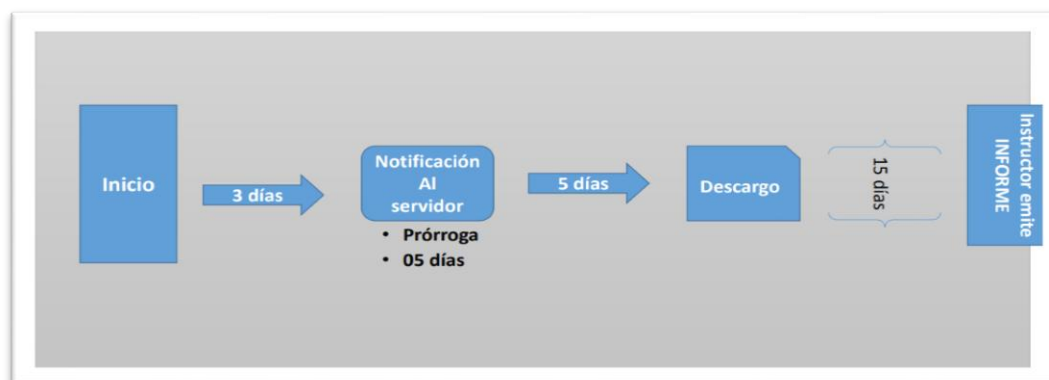 Inicio
3 días
Notificación
Al
servidor
• Prórroga
• 05 días
5 días
Descargo
15 días
Instructor emite
INFORME